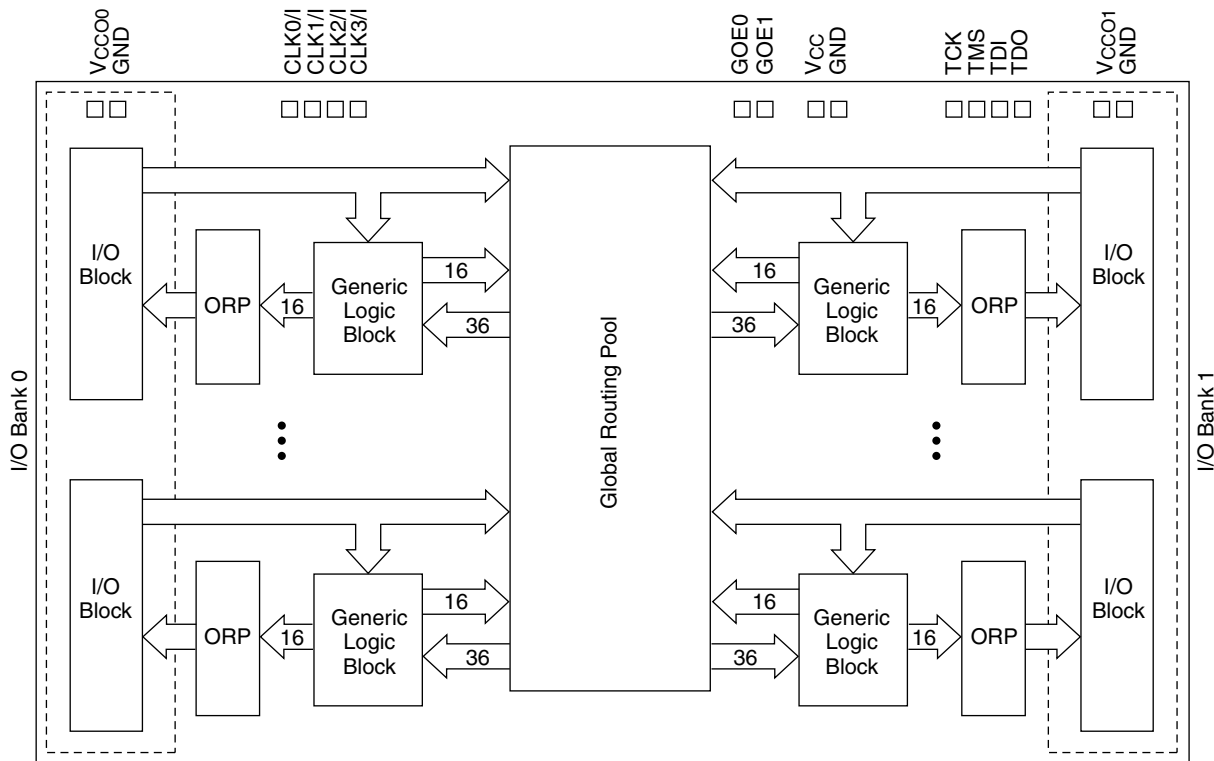 VCCO0
GND
CLK0/I
CLK1/I
CLK2/I
CLK3/I
GOE0
GOE1
VCC
GND
TCK
TMS
TDI
TDO
VCCO1
GND
I/O Bank 0
I/O
Block
ORP
16
Generic
Logic
Block
16
36
Global Routing Pool
16
36
Generic
Logic
Block
16
ORP
I/O
Block
I/O Bank 1
I/O
Block
ORP
16
Generic
Logic
Block
16
36
16
36
Generic
Logic
Block
16
ORP
I/O
Block